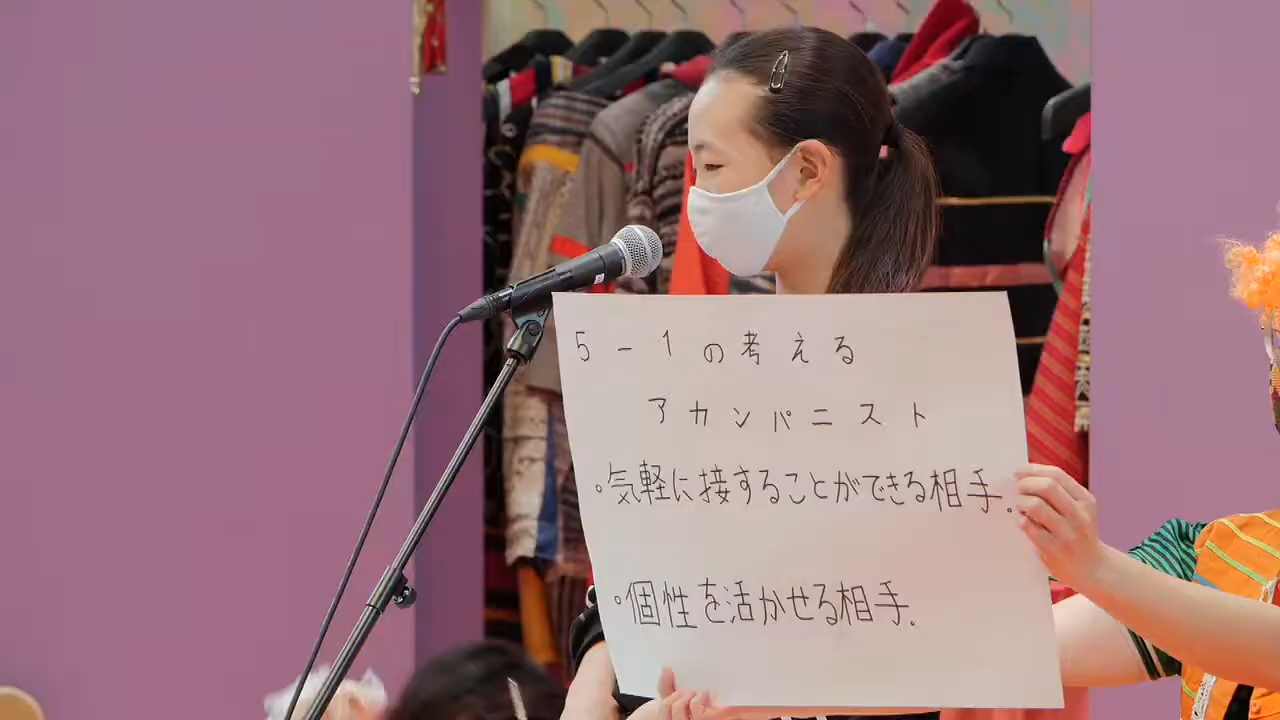 5-1の考える
アカンパニスト
。気軽に接することができる相手。
。個性を活かせる相手。